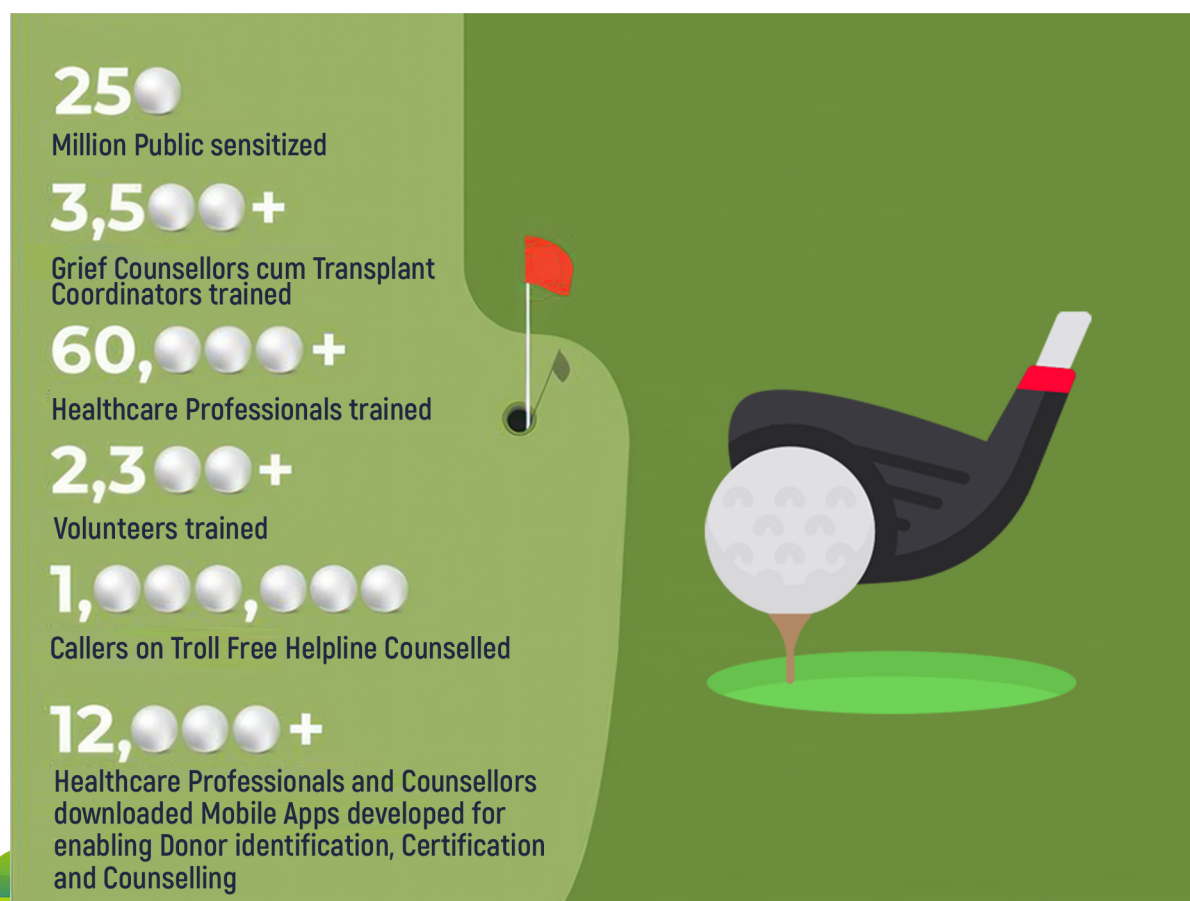 250
Million Public sensitized
3,500+
Grief Counsellors cum Transplant
Coordinators trained
60,000+
Healthcare Professionals trained
2,300+
Volunteers trained
1,000,000
Callers on Troll Free Helpline Counselled
12,000+
Healthcare Professionals and Counsellors
downloaded Mobile Apps developed for
enabling Donor identification, Certification
and Counselling